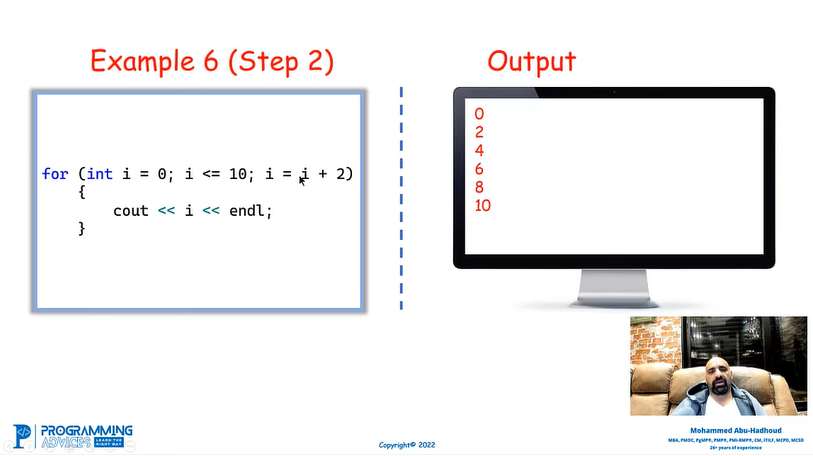 Example 6 (Step 2)
for (int i = 0; i <= 10; i = i + 2)
{
cout << i << endl;
}
Output
0
2
4
6
8
10
Mohammed Abu-Hadhoud
MBA, PMOC, PgMP®, PMP®, PMI-RMP®, CM, ITILF, MCPD, MCSD
26+ years of experience
PROGRAMMING
ADVICES LEARN THE RIGHT WAY
Copyright© 2022